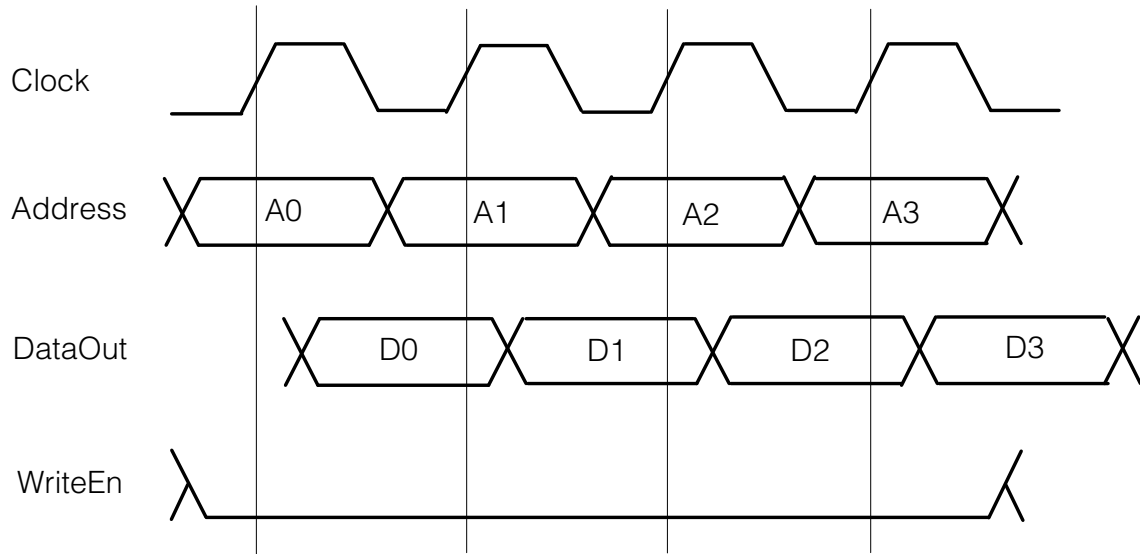 Clock
Address A0 A1 A2 A3
DataOut D0 D1 D2 D3
WriteEn